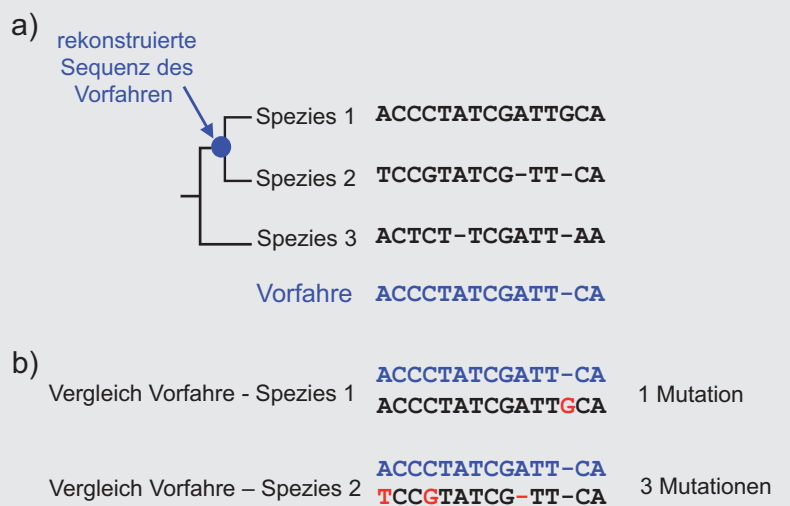 a)
rekonstruierte
Sequenz des
Vorfahren
Spezies 1 ACCCTATCGATTGCA
Spezies 2 TCCGTATCG-TT-CA
Spezies 3 ACTCT-TCGATT-AA
Vorfahre ACCCTATCGATT-CA
b)
ACCCTATCGATT-CA
Vergleich Vorfahre - Spezies 1 ACCCTATCGATTGCA 1 Mutation
ACCCTATCGATT-CA
Vergleich Vorfahre – Spezies 2 TCCGTATCG-TT-CA 3 Mutationen